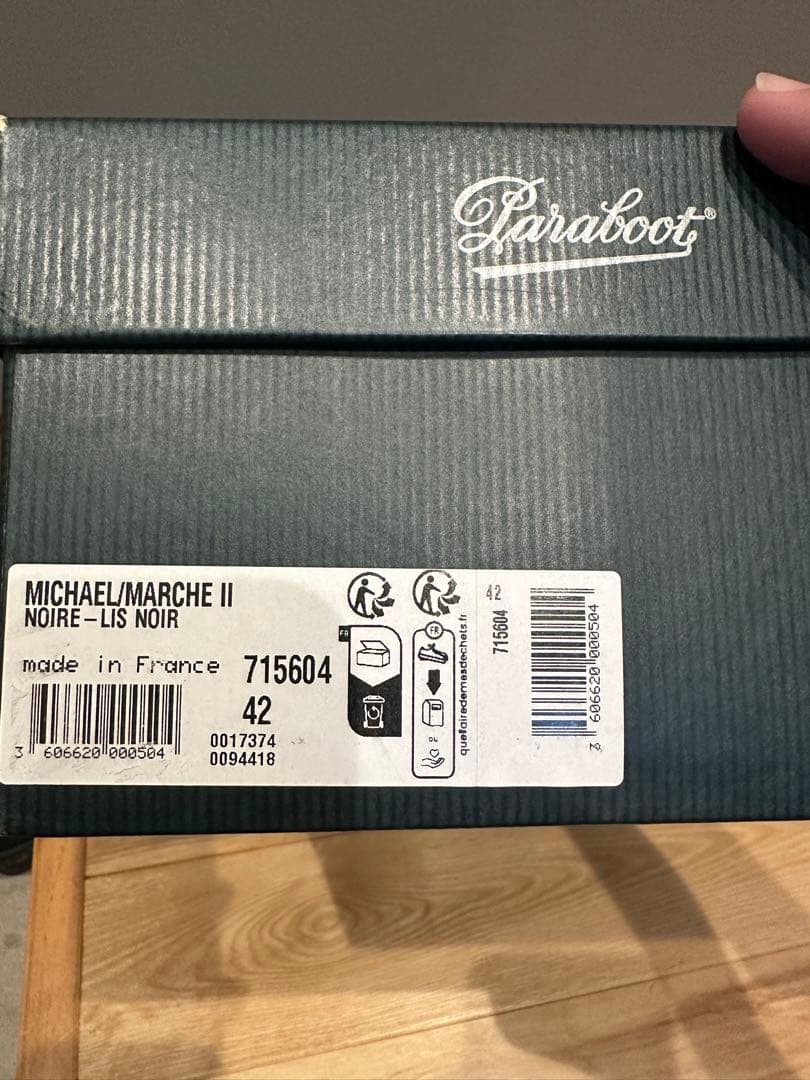 Paraboot®
MICHAEL/MARCHE II
NOIRE-LIS NOIR
made in France
715604
42
3 606620 000504
0017374
0094418
FR
FR
OU
quefairedemesdechets.fr
42
715604
3 606620 000504